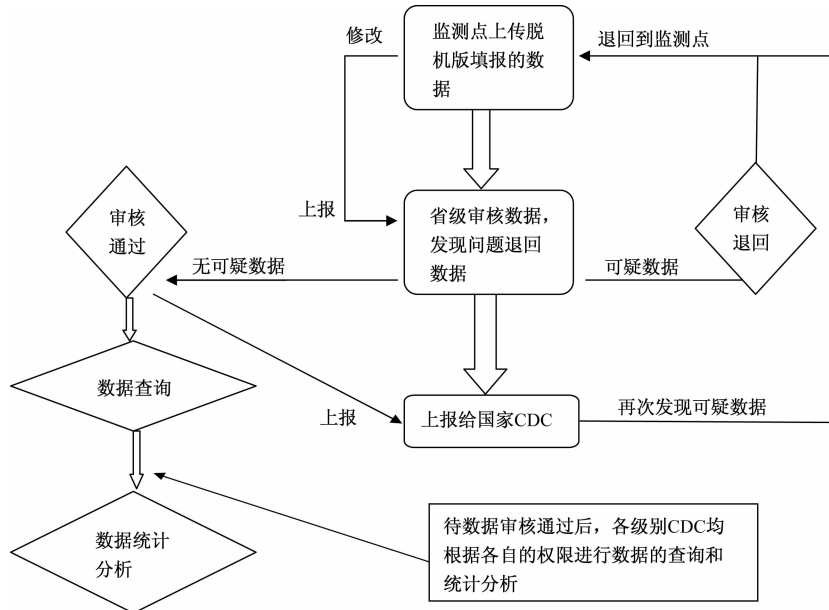 修改
监测点上传脱
机版填报的数
据
退回到监测点
审核
通过
上报
省级审核数据，
发现问题退回
数据
审核
退回
无可疑数据
可疑数据
数据查询
上报
上报给国家CDC
再次发现可疑数据
数据统计
分析
待数据审核通过后，各级别CDC均
根据各自的权限进行数据的查询和
统计分析